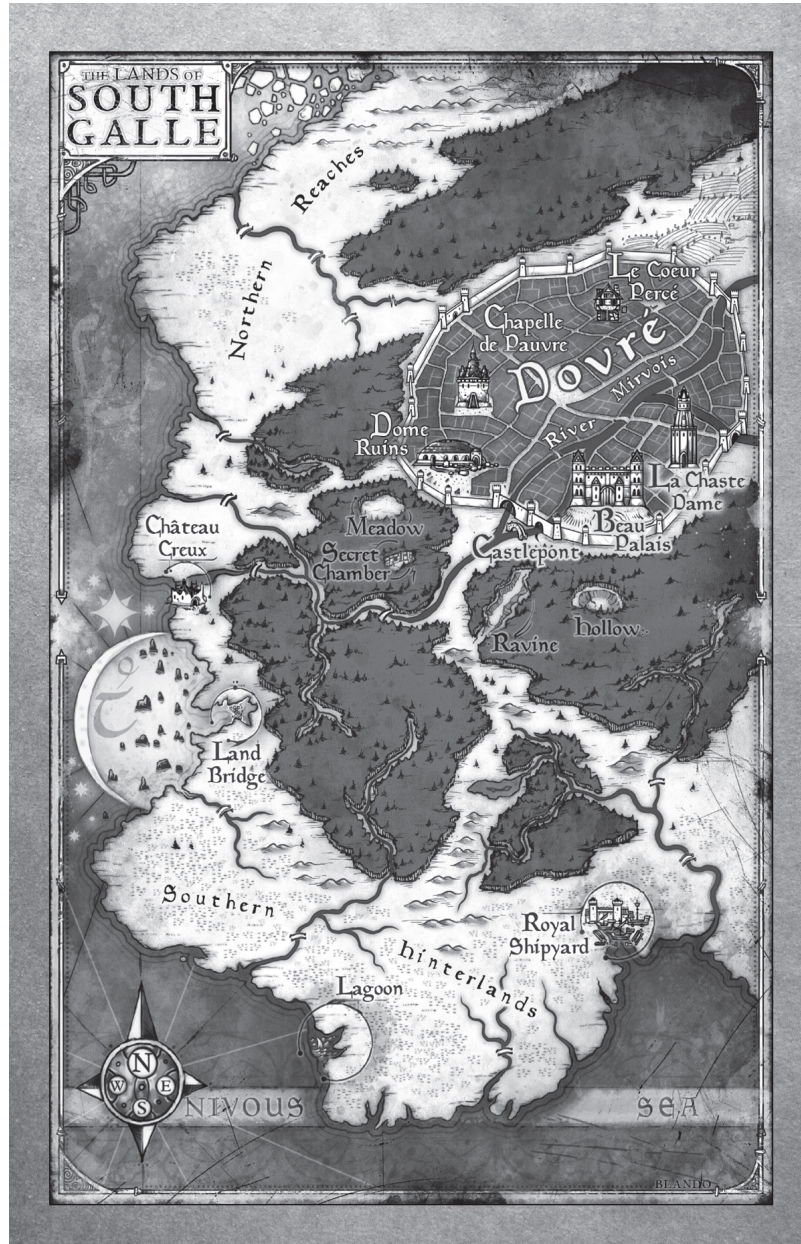 THE LANDS OF
SOUTH
GALLE
Reaches
Northern
Le Coeur
Percé
Chapelle
de Pauvre
Dovré
River Mirvois
Dome
Ruins
La Chaste
Dame
Beau
Palais
Castlepont
Meadow
Secret
Chamber
Château
Creux
Ravine
Hollow
Land
Bridge
Southern
Hinterlands
Royal
Shipyard
Lagoon
N
W E
S
NIVOUS SEA
BLANDO